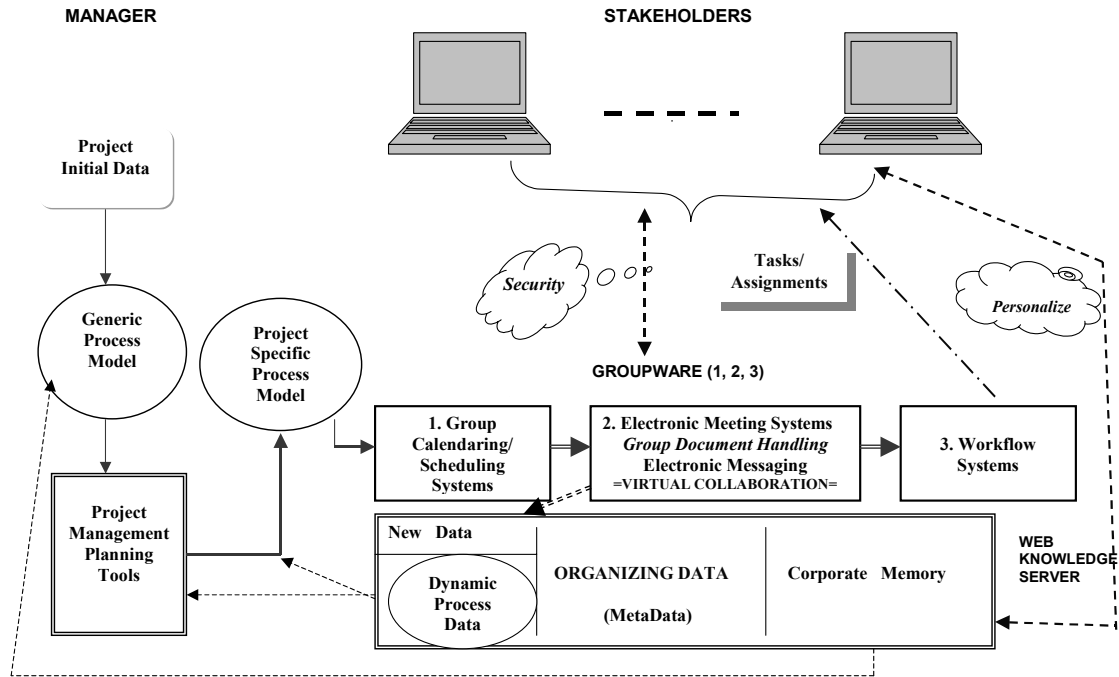 MANAGER
STAKEHOLDERS
Project
Initial Data
Security
Tasks/
Assignments
Personalize
Generic
Process
Model
Project
Specific
Process
Model
GROUPWARE (1, 2, 3)
1. Group
Calendaring/
Scheduling
Systems
2. Electronic Meeting Systems
Group Document Handling
Electronic Messaging
=VIRTUAL COLLABORATION=
3. Workflow
Systems
Project
Management
Planning
Tools
New Data
Dynamic
Process
Data
ORGANIZING DATA
(MetaData)
Corporate Memory
WEB
KNOWLEDGE
SERVER